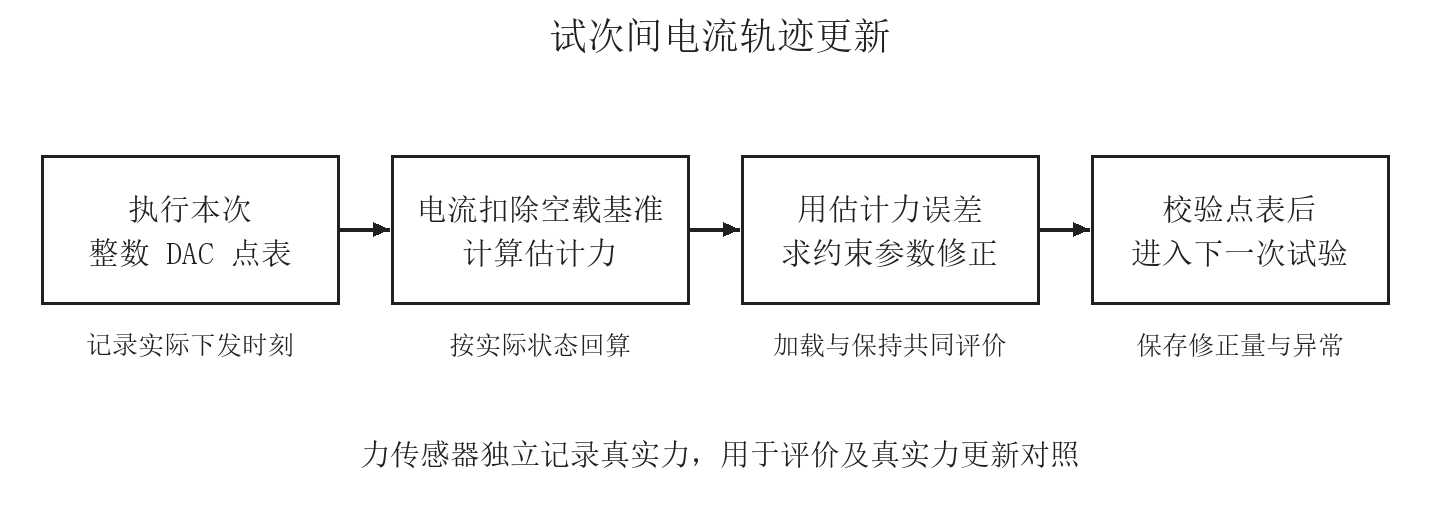 试次间电流轨迹更新
执行本次
整数 DAC 点表
电流扣除空载基准
计算估计力
用估计力误差
求约束参数修正
校验点表后
进入下一次试验
记录实际下发时刻
按实际状态回算
加载与保持共同评价
保存修正量与异常
力传感器独立记录真实力，用于评价及真实力更新对照